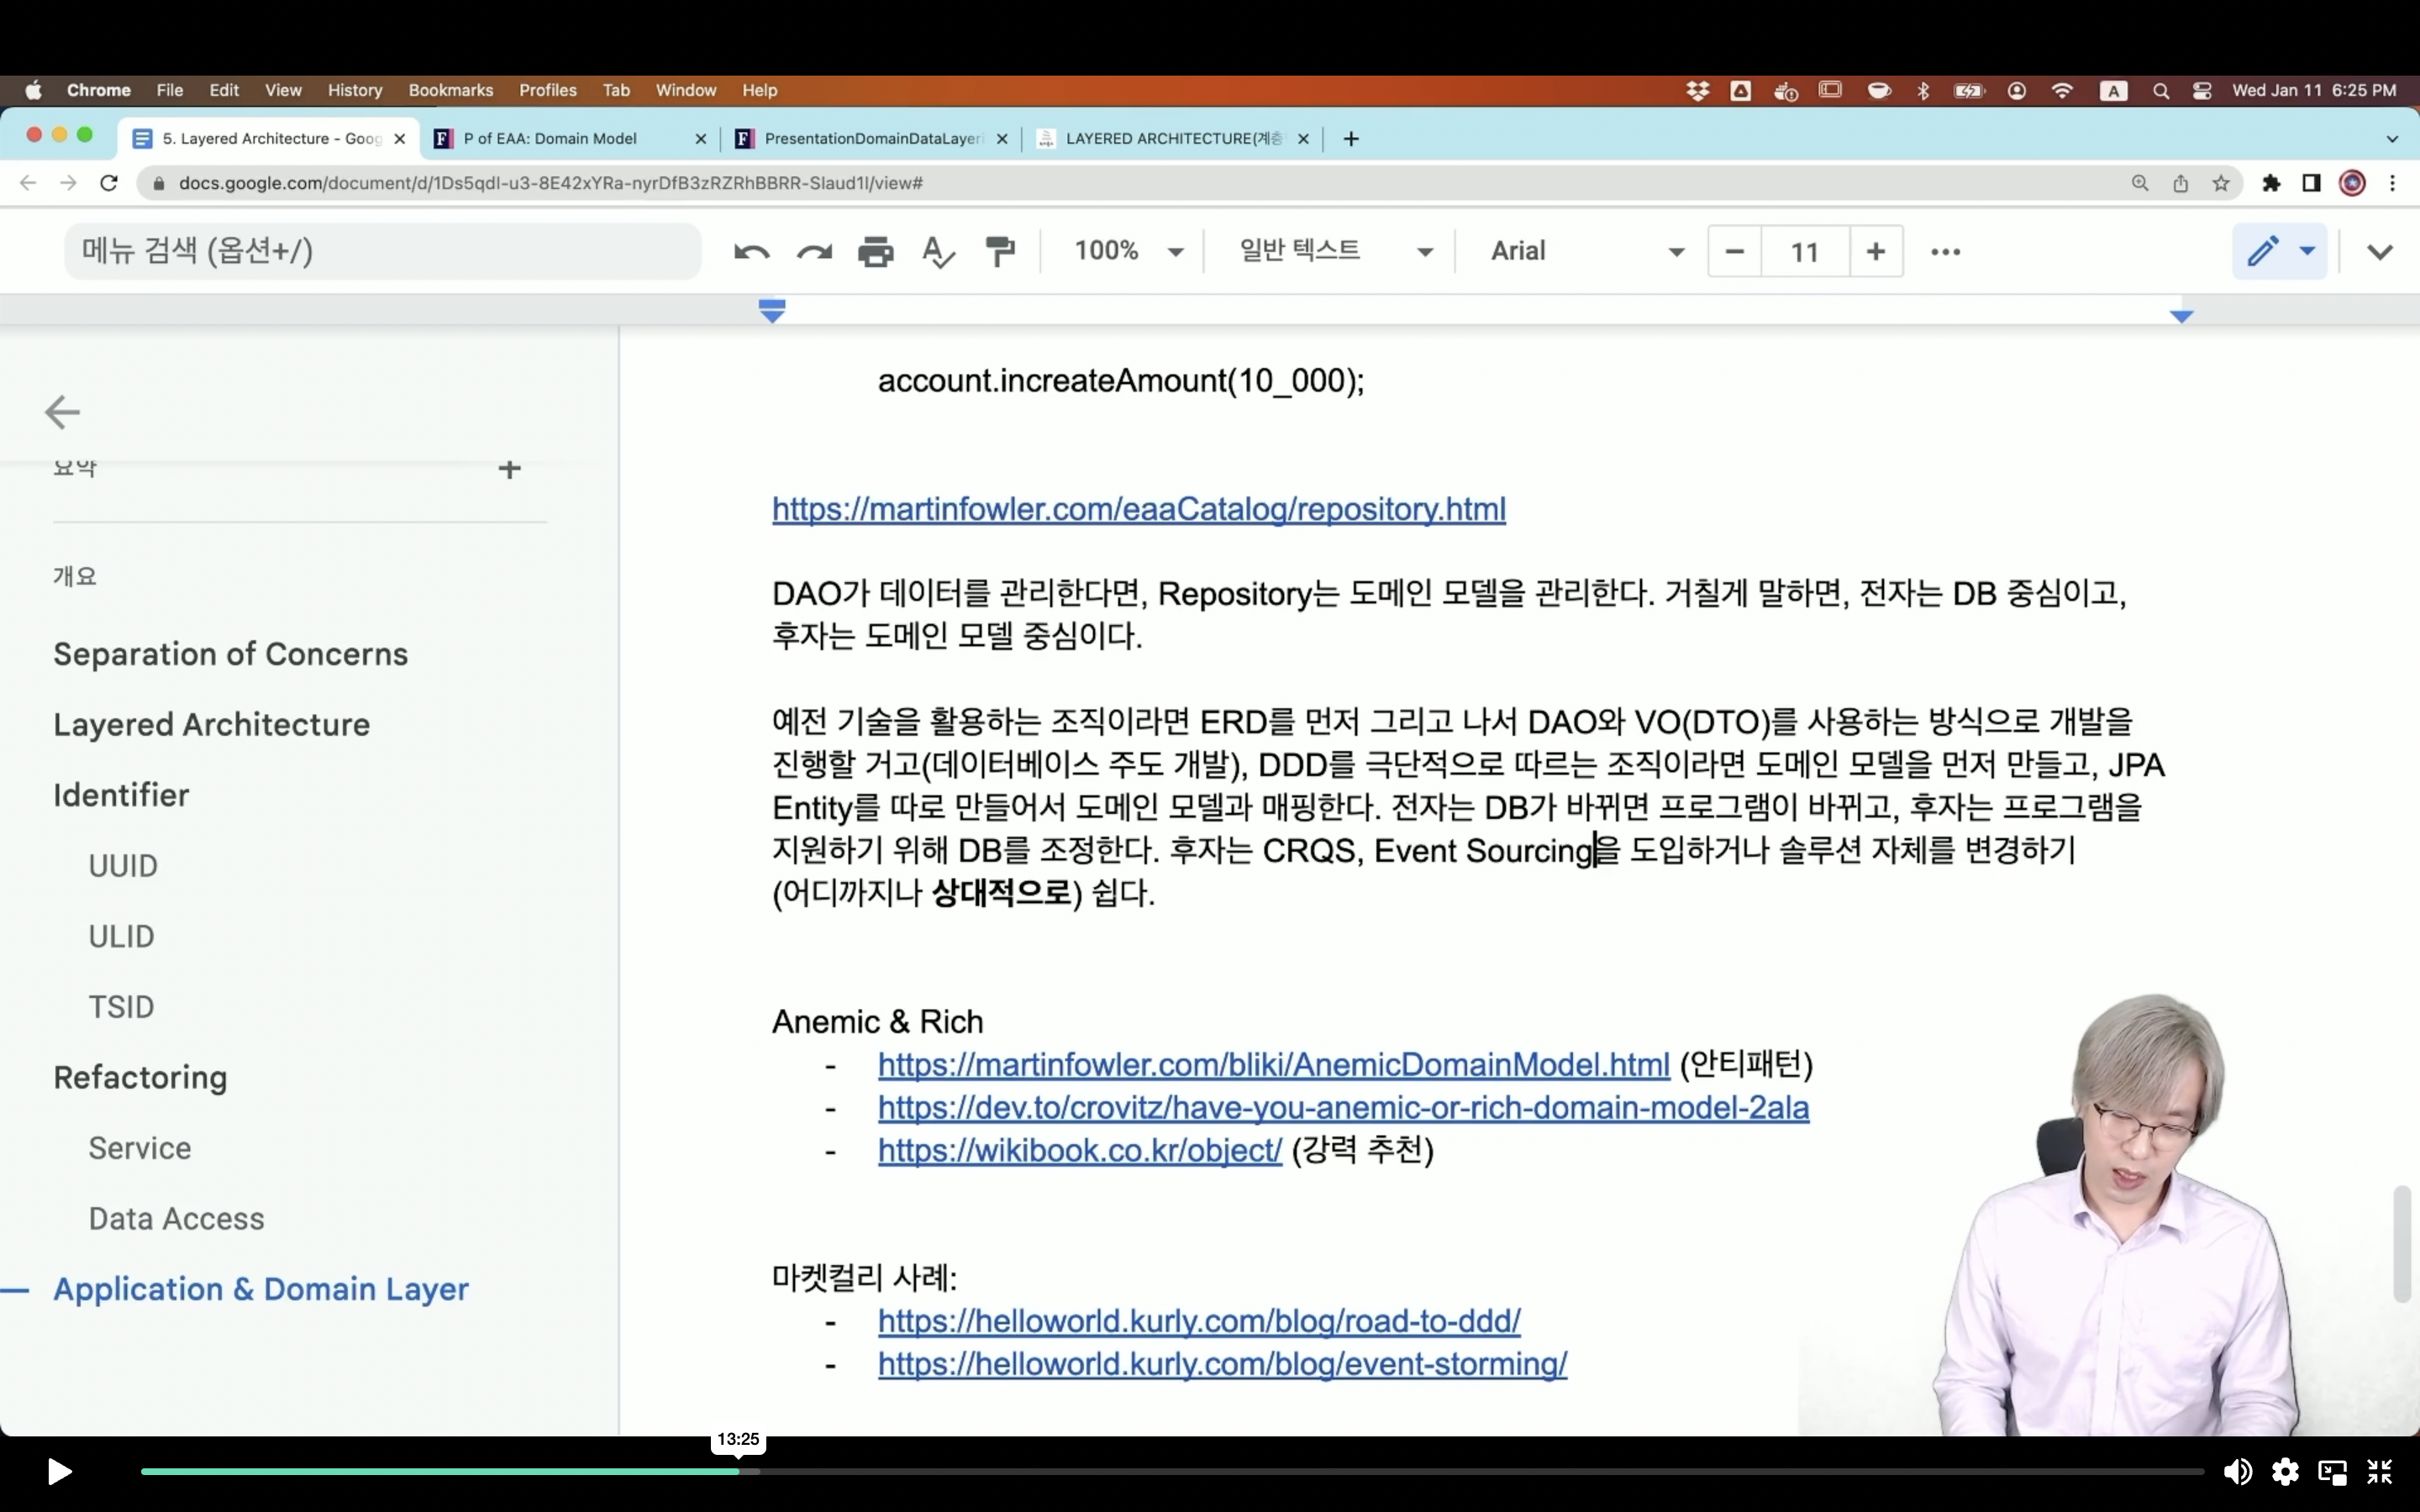 Chrome File Edit View History Bookmarks Profiles Tab Window Help
A
Wed Jan 11 6:25 PM
5. Layered Architecture - Goog
P of EAA: Domain Model
PresentationDomainDataLayeri
LAYERED ARCHITECTURE(계층
docs.google.com/document/d/1Ds5qdl-u3-8E42xYRa-nyrDfB3zRZRhBBRR-Slaud1I/view#
메뉴 검색 (옵션+/)
100%
일반 텍스트
Arial
11
요약
개요
Separation of Concerns
Layered Architecture
Identifier
UUID
ULID
TSID
Refactoring
Service
Data Access
Application & Domain Layer
account.increateAmount(10_000);
https://martinfowler.com/eaaCatalog/repository.html
DAO가 데이터를 관리한다면, Repository는 도메인 모델을 관리한다. 거칠게 말하면, 전자는 DB 중심이고,
후자는 도메인 모델 중심이다.
예전 기술을 활용하는 조직이라면 ERD를 먼저 그리고 나서 DAO와 VO(DTO)를 사용하는 방식으로 개발을
진행할 거고(데이터베이스 주도 개발), DDD를 극단적으로 따르는 조직이라면 도메인 모델을 먼저 만들고, JPA
Entity를 따로 만들어서 도메인 모델과 매핑한다. 전자는 DB가 바뀌면 프로그램이 바뀌고, 후자는 프로그램을
지원하기 위해 DB를 조정한다. 후자는 CRQS, Event Sourcing을 도입하거나 솔루션 자체를 변경하기
(어디까지나 상대적으로) 쉽다.
Anemic & Rich
- https://martinfowler.com/bliki/AnemicDomainModel.html (안티패턴)
- https://dev.to/crovitz/have-you-anemic-or-rich-domain-model-2ala
- https://wikibook.co.kr/object/ (강력 추천)
마켓컬리 사례:
- https://helloworld.kurly.com/blog/road-to-ddd/
- https://helloworld.kurly.com/blog/event-storming/
13:25